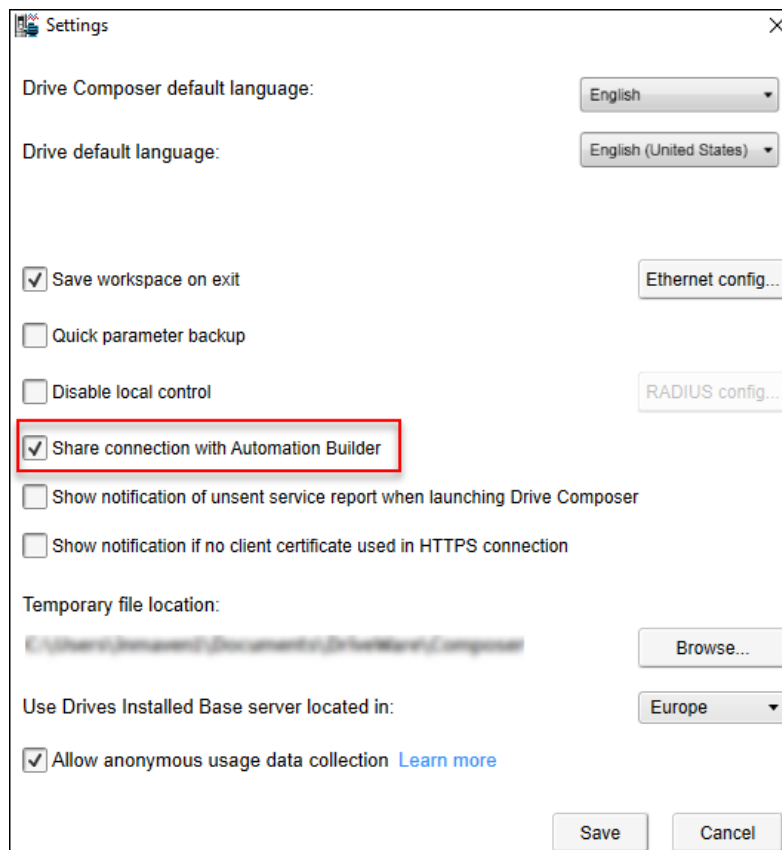 Settings
Drive Composer default language:
English
Drive default language:
English (United States)
Save workspace on exit
Ethernet config...
Quick parameter backup
Disable local control
RADIUS config...
Share connection with Automation Builder
Show notification of unsent service report when launching Drive Composer
Show notification if no client certificate used in HTTPS connection
Temporary file location:
Browse...
Use Drives Installed Base server located in:
Europe
Allow anonymous usage data collection Learn more
Save
Cancel